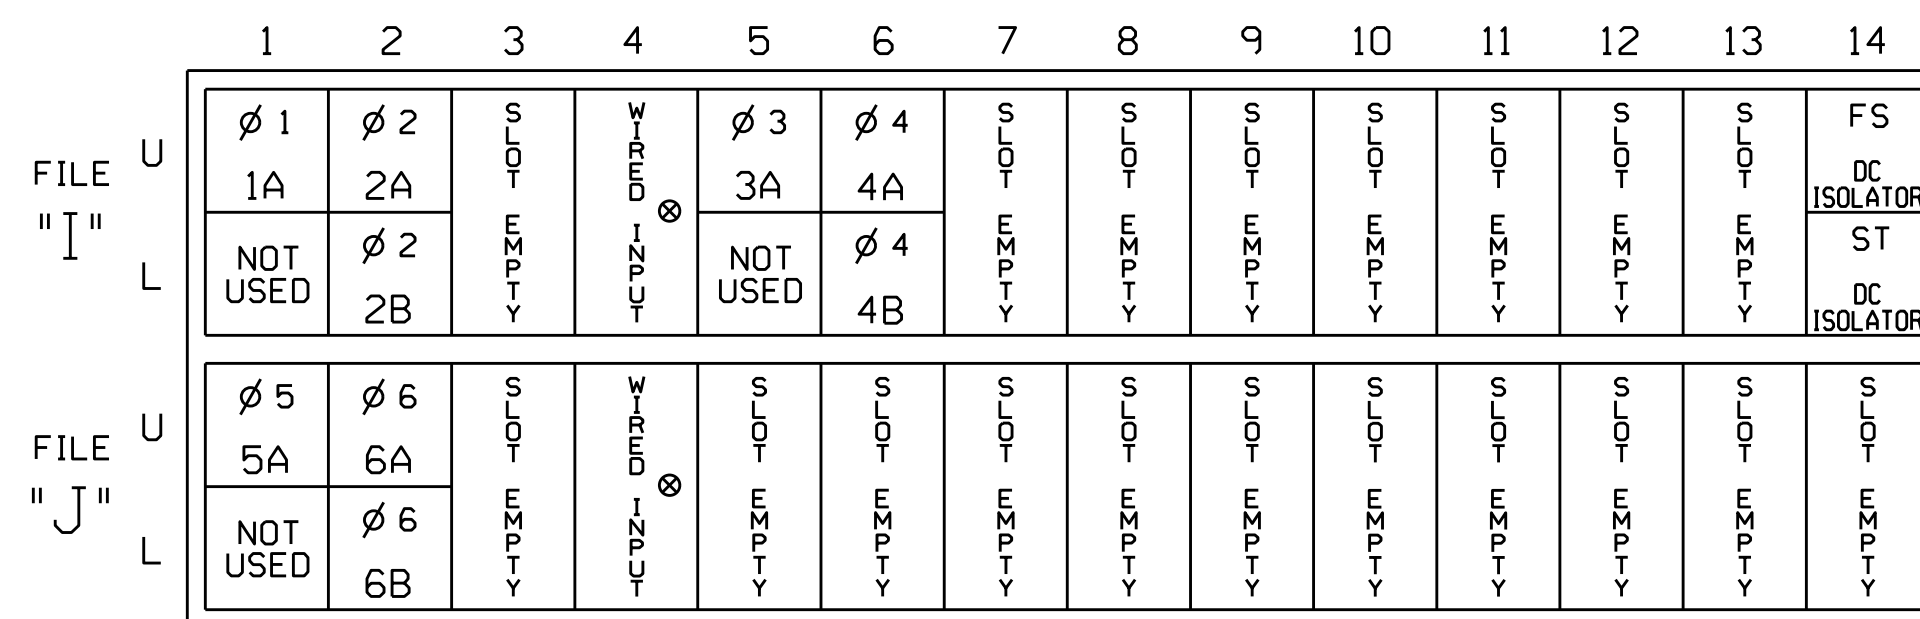 1 2 3 4 5 6 7 8 9 10 11 12 13 14
FILE
"I"
U
L
Ø 1
1A
NOT
USED
Ø 2
2A
Ø 2
2B
SLOT EMPTY
WIRED INPUT
Ø 3
3A
NOT
USED
Ø 4
4A
Ø 4
4B
SLOT EMPTY
SLOT EMPTY
SLOT EMPTY
SLOT EMPTY
SLOT EMPTY
SLOT EMPTY
SLOT EMPTY
FS
DC
ISOLATOR
ST
DC
ISOLATOR
FILE
"J"
U
L
Ø 5
5A
NOT
USED
Ø 6
6A
Ø 6
6B
SLOT EMPTY
WIRED INPUT
SLOT EMPTY
SLOT EMPTY
SLOT EMPTY
SLOT EMPTY
SLOT EMPTY
SLOT EMPTY
SLOT EMPTY
SLOT EMPTY
SLOT EMPTY
SLOT EMPTY